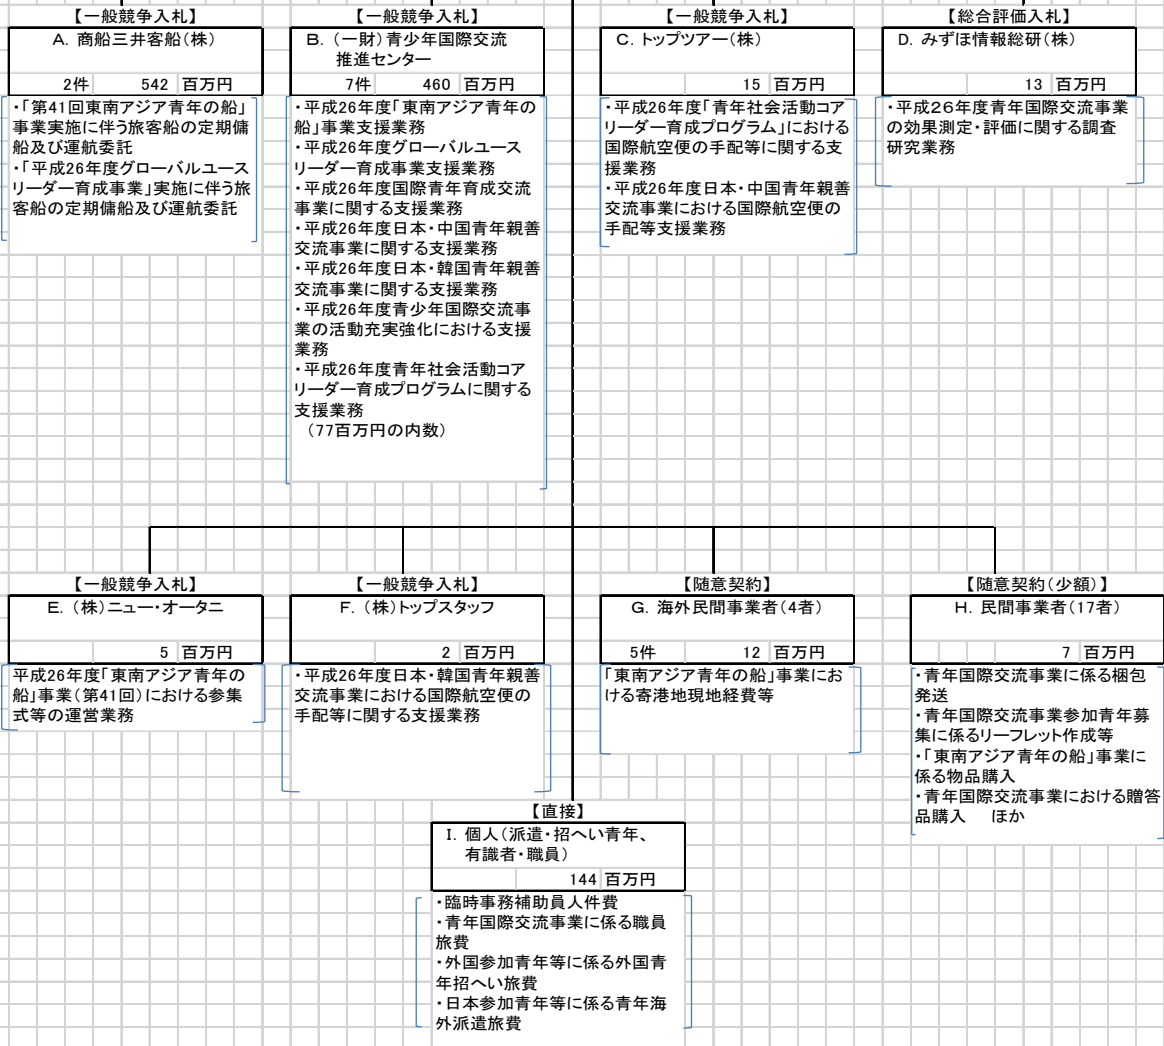 【一般競争入札】
A. 商船三井客船(株)
2件 542 百万円
・「第41回東南アジア青年の船」
事業実施に伴う旅客船の定期傭
船及び運航委託
・「平成26年度グローバルユース
リーダー育成事業」実施に伴う旅
客船の定期傭船及び運航委託
【一般競争入札】
B. (一財)青少年国際交流
推進センター
7件 460 百万円
・平成26年度「東南アジア青年の
船」事業支援業務
・平成26年度グローバルユース
リーダー育成事業支援業務
・平成26年度国際青年育成交流
事業に関する支援業務
・平成26年度日本・中国青年親善
交流事業に関する支援業務
・平成26年度日本・韓国青年親善
交流事業に関する支援業務
・平成26年度青少年国際交流事
業の活動充実強化における支援
業務
・平成26年度青年社会活動コア
リーダー育成プログラムに関する
支援業務
(77百万円の内数)
【一般競争入札】
C. トップツアー(株)
15 百万円
・平成26年度「青年社会活動コア
リーダー育成プログラム」における
国際航空便の手配等に関する支
援業務
・平成26年度日本・中国青年親善
交流事業における国際航空便の
手配等支援業務
【総合評価入札】
D. みずほ情報総研(株)
13 百万円
・平成26年度青年国際交流事業
の効果測定・評価に関する調査
研究業務
【一般競争入札】
E. (株)ニュー・オータニ
5 百万円
平成26年度「東南アジア青年の
船」事業(第41回)における参集
式等の運営業務
【一般競争入札】
F. (株)トップスタッフ
2 百万円
・平成26年度日本・韓国青年親善
交流事業における国際航空便の
手配等に関する支援業務
【随意契約】
G. 海外民間事業者(4者)
5件 12 百万円
「東南アジア青年の船」事業にお
ける寄港地現地経費等
【随意契約(少額)】
H. 民間事業者(17者)
7 百万円
・青年国際交流事業に係る梱包
発送
・青年国際交流事業参加青年募
集に係るリーフレット作成等
・「東南アジア青年の船」事業に
係る物品購入
・青年国際交流事業における贈答
品購入 ほか
【直接】
I. 個人(派遣・招へい青年、
有識者・職員)
144 百万円
・臨時事務補助員人件費
・青年国際交流事業に係る職員
旅費
・外国参加青年等に係る外国青
年招へい旅費
・日本参加青年等に係る青年海
外派遣旅費